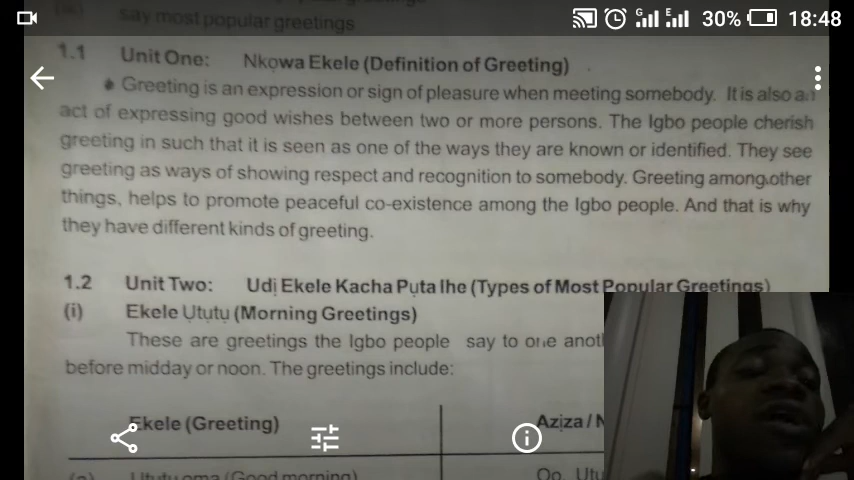 30% 18:48
say most popular greetings
1.1 Unit One: Nkọwa Ekele (Definition of Greeting)
Greeting is an expression or sign of pleasure when meeting somebody. It is also an
act of expressing good wishes between two or more persons. The Igbo people cherish
greeting in such that it is seen as one of the ways they are known or identified. They see
greeting as ways of showing respect and recognition to somebody. Greeting among other
things, helps to promote peaceful co-existence among the Igbo people. And that is why
they have different kinds of greeting.
1.2 Unit Two: Udị Ekele Kacha Pụta Ihe (Types of Most Popular Greetings)
(i) Ekele Ụtụtụ (Morning Greetings)
These are greetings the Igbo people say to one
before midday or noon. The greetings include:
Ekele (Greeting) Azịza /
(Good morning)